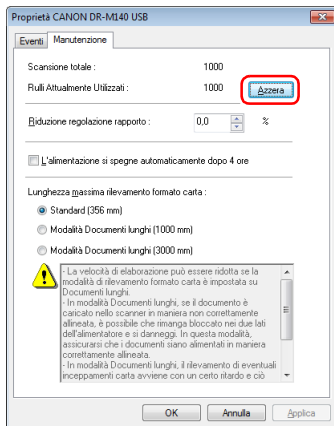 Proprietà CANON DR-M140 USB
Eventi Manutenzione
Scansione totale : 1000
Rulli Attualmente Utilizzati : 1000 Azzera
Riduzione regolazione rapporto : 0,0 %
L'alimentazione si spegne automaticamente dopo 4 ore
Lunghezza massima rilevamento formato carta :
Standard (356 mm)
Modalità Documenti lunghi (1000 mm)
Modalità Documenti lunghi (3000 mm)
- La velocità di elaborazione può essere ridotta se la
modalità di rilevamento formato carta è impostata su
Documenti lunghi.
- In modalità Documenti lunghi, se il documento è
caricato nello scanner in maniera non correttamente
allineata, è possibile che rimanga bloccato nei due lati
dell'alimentatore e si danneggi. In questa modalità,
assicurarsi che i documenti siano alimentati in maniera
correttamente allineata.
- In modalità Documenti lunghi, il rilevamento di eventuali
inceppamenti carta avviene con un certo ritardo e ciò
OK Annulla Applica